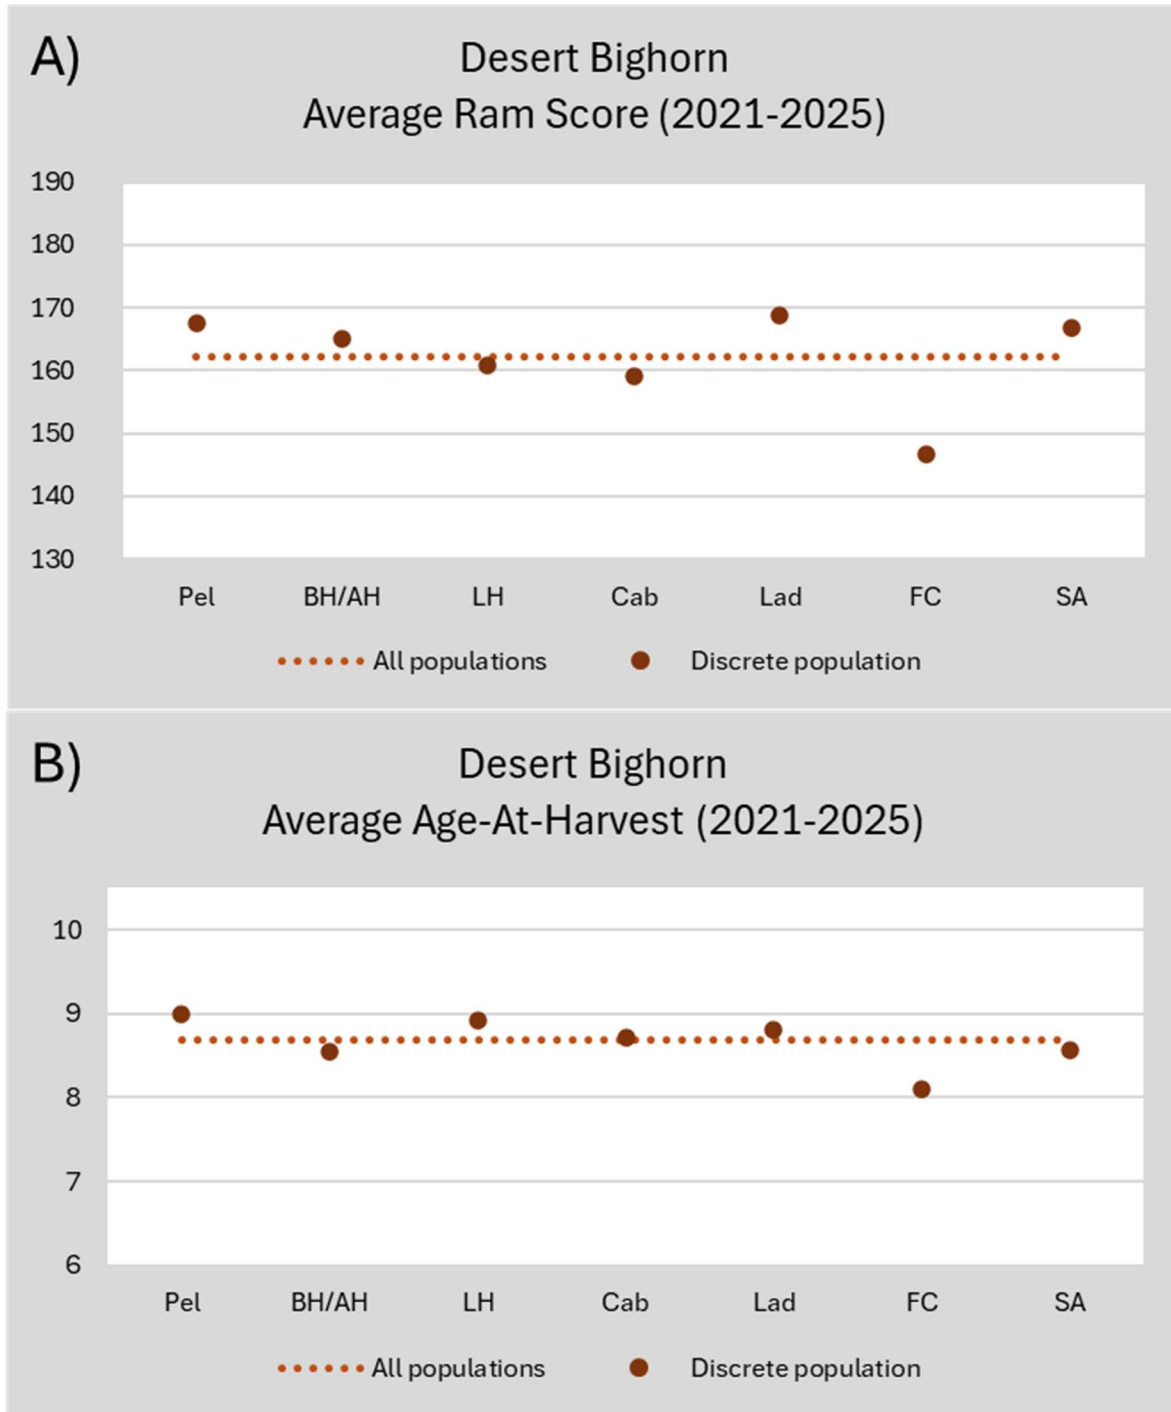 A)
Desert Bighorn
Average Ram Score (2021-2025)
190
180
170
160
150
140
130
Pel BH/AH LH Cab Lad FC SA
All populations Discrete population
B)
Desert Bighorn
Average Age-At-Harvest (2021-2025)
10
9
8
7
6
Pel BH/AH LH Cab Lad FC SA
All populations Discrete population